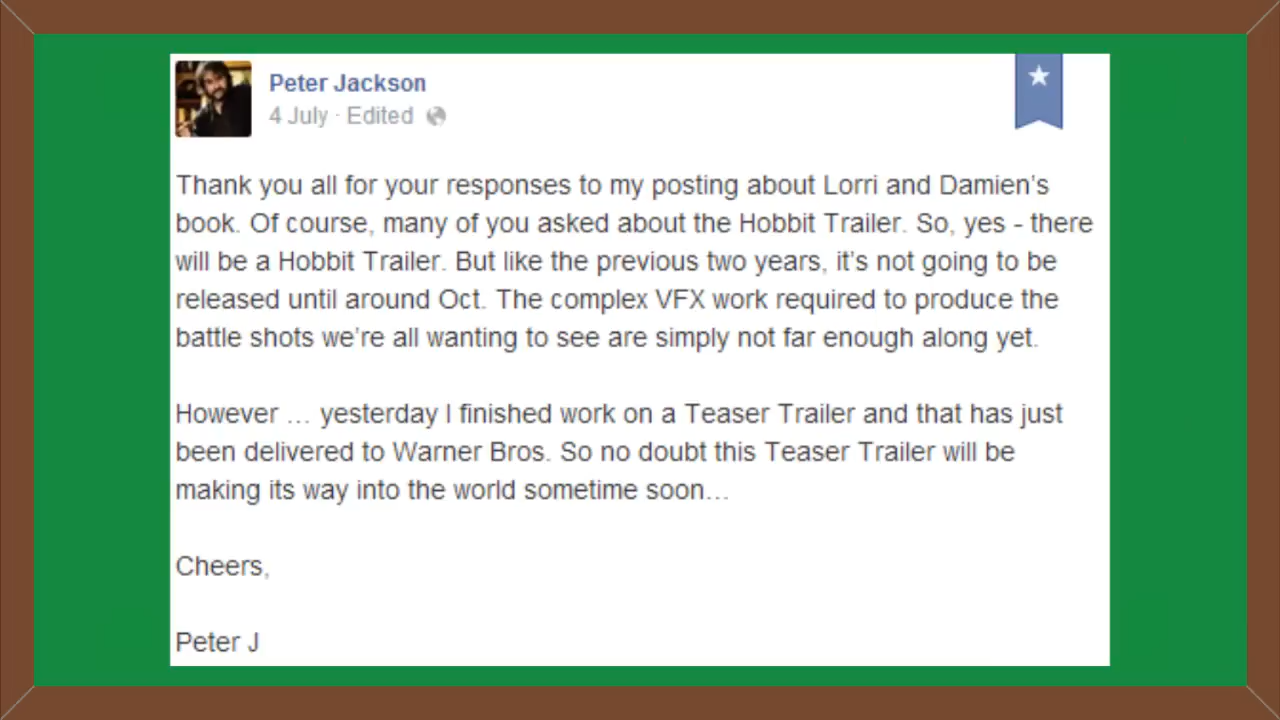 Peter Jackson
4 July · Edited
Thank you all for your responses to my posting about Lorri and Damien's
book. Of course, many of you asked about the Hobbit Trailer. So, yes - there
will be a Hobbit Trailer. But like the previous two years, it's not going to be
released until around Oct. The complex VFX work required to produce the
battle shots we're all wanting to see are simply not far enough along yet.
However … yesterday I finished work on a Teaser Trailer and that has just
been delivered to Warner Bros. So no doubt this Teaser Trailer will be
making its way into the world sometime soon…
Cheers,
Peter J